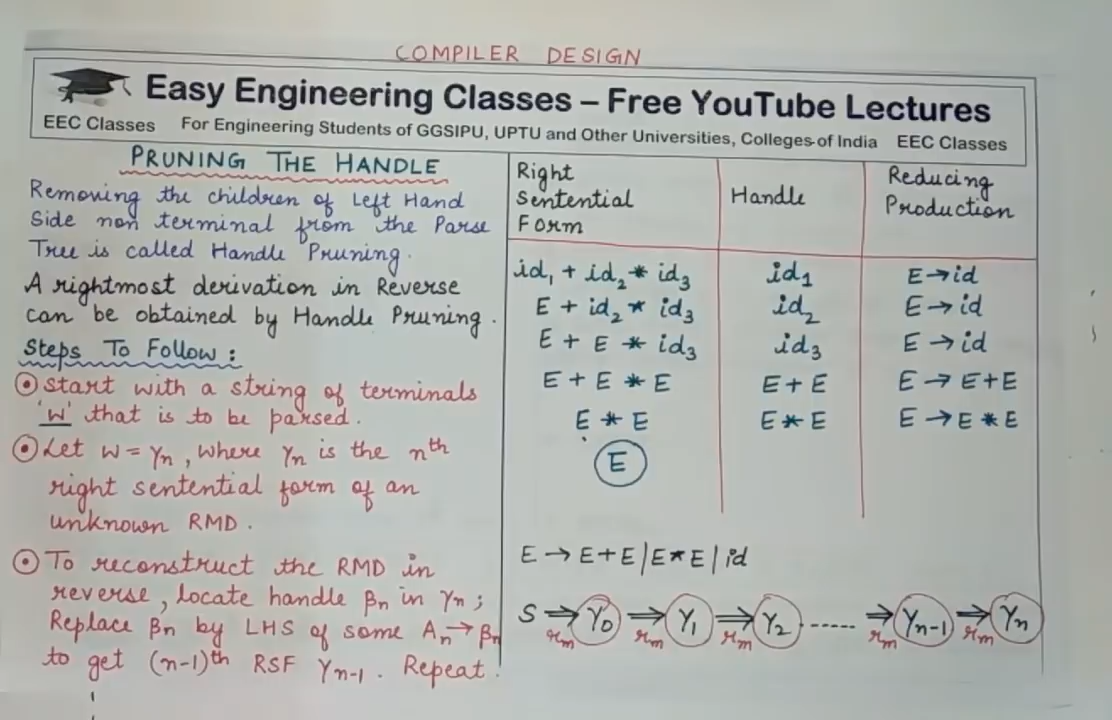 COMPILER DESIGN
Easy Engineering Classes – Free YouTube Lectures
EEC Classes For Engineering Students of GGSIPU, UPTU and Other Universities, Colleges of India EEC Classes
PRUNING THE HANDLE
Removing the children of Left Hand
Side non terminal from the Parse
Tree is called Handle Pruning.
A rightmost derivation in Reverse
can be obtained by Handle Pruning.
Steps To Follow:
Start with a string of terminals
'W' that is to be parsed.
Let W = γn, where γn is the nth
right sentential form of an
unknown RMD.
To reconstruct the RMD in
reverse, locate handle βn in γn;
Replace βn by LHS of some An → βn
to get (n-1)th RSF γn-1. Repeat.
Right
Sentential
Form
Handle
Reducing
Production
id1 + id2 * id3 id1 E → id
E + id2 * id3 id2 E → id
E + E * id3 id3 E → id
E + E * E E + E E → E+E
E * E E * E E → E * E
E
E → E+E | E*E | id
S ⇒rm γ0 ⇒rm γ1 ⇒rm γ2 ----- ⇒rm γn-1 ⇒rm γn